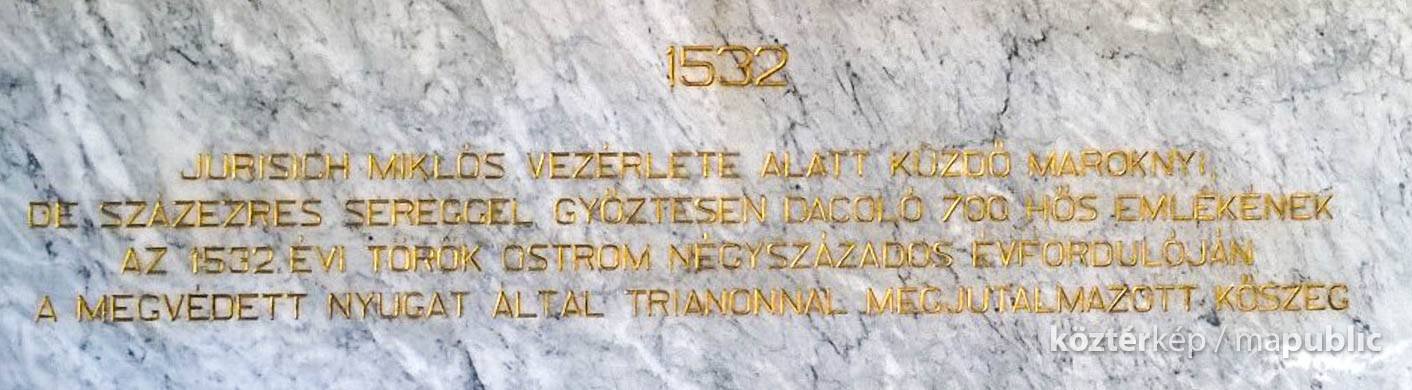 1532
JURISICH MIKLÓS VEZÉRLETE ALATT KÜZDŐ MAROKNYI,
DE SZÁZEZRES SEREGGEL GYŐZTESEN DACOLÓ 700 HŐS EMLÉKÉNEK
AZ 1532. ÉVI TÖRÖK OSTROM NÉGYSZÁZADOS ÉVFORDULÓJÁN
A MEGVÉDETT NYUGAT ÁLTAL TRIANONNAL MEGJUTALMAZOTT KŐSZEG
köztérkép / mapublic